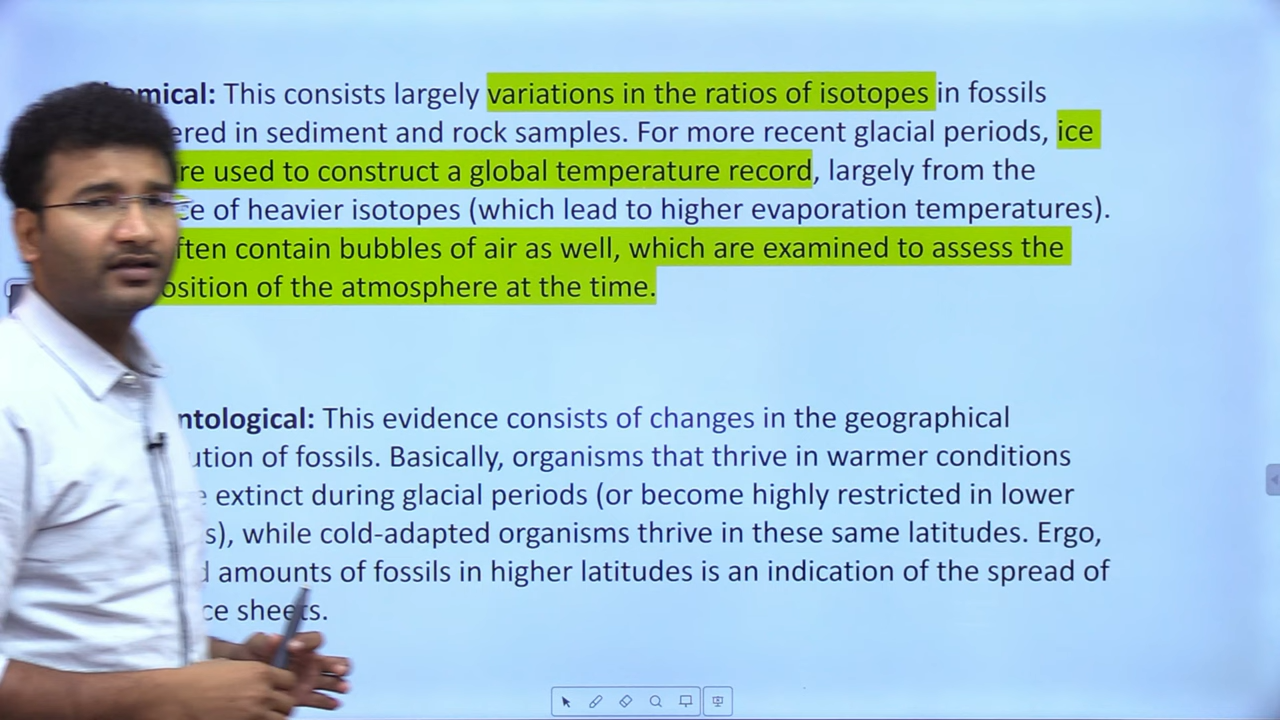 emical: This consists largely variations in the ratios of isotopes in fossils
ered in sediment and rock samples. For more recent glacial periods, ice
re used to construct a global temperature record, largely from the
ce of heavier isotopes (which lead to higher evaporation temperatures).
ften contain bubbles of air as well, which are examined to assess the
osition of the atmosphere at the time.
ntological: This evidence consists of changes in the geographical
ution of fossils. Basically, organisms that thrive in warmer conditions
e extinct during glacial periods (or become highly restricted in lower
s), while cold-adapted organisms thrive in these same latitudes. Ergo,
d amounts of fossils in higher latitudes is an indication of the spread of
ce sheets.